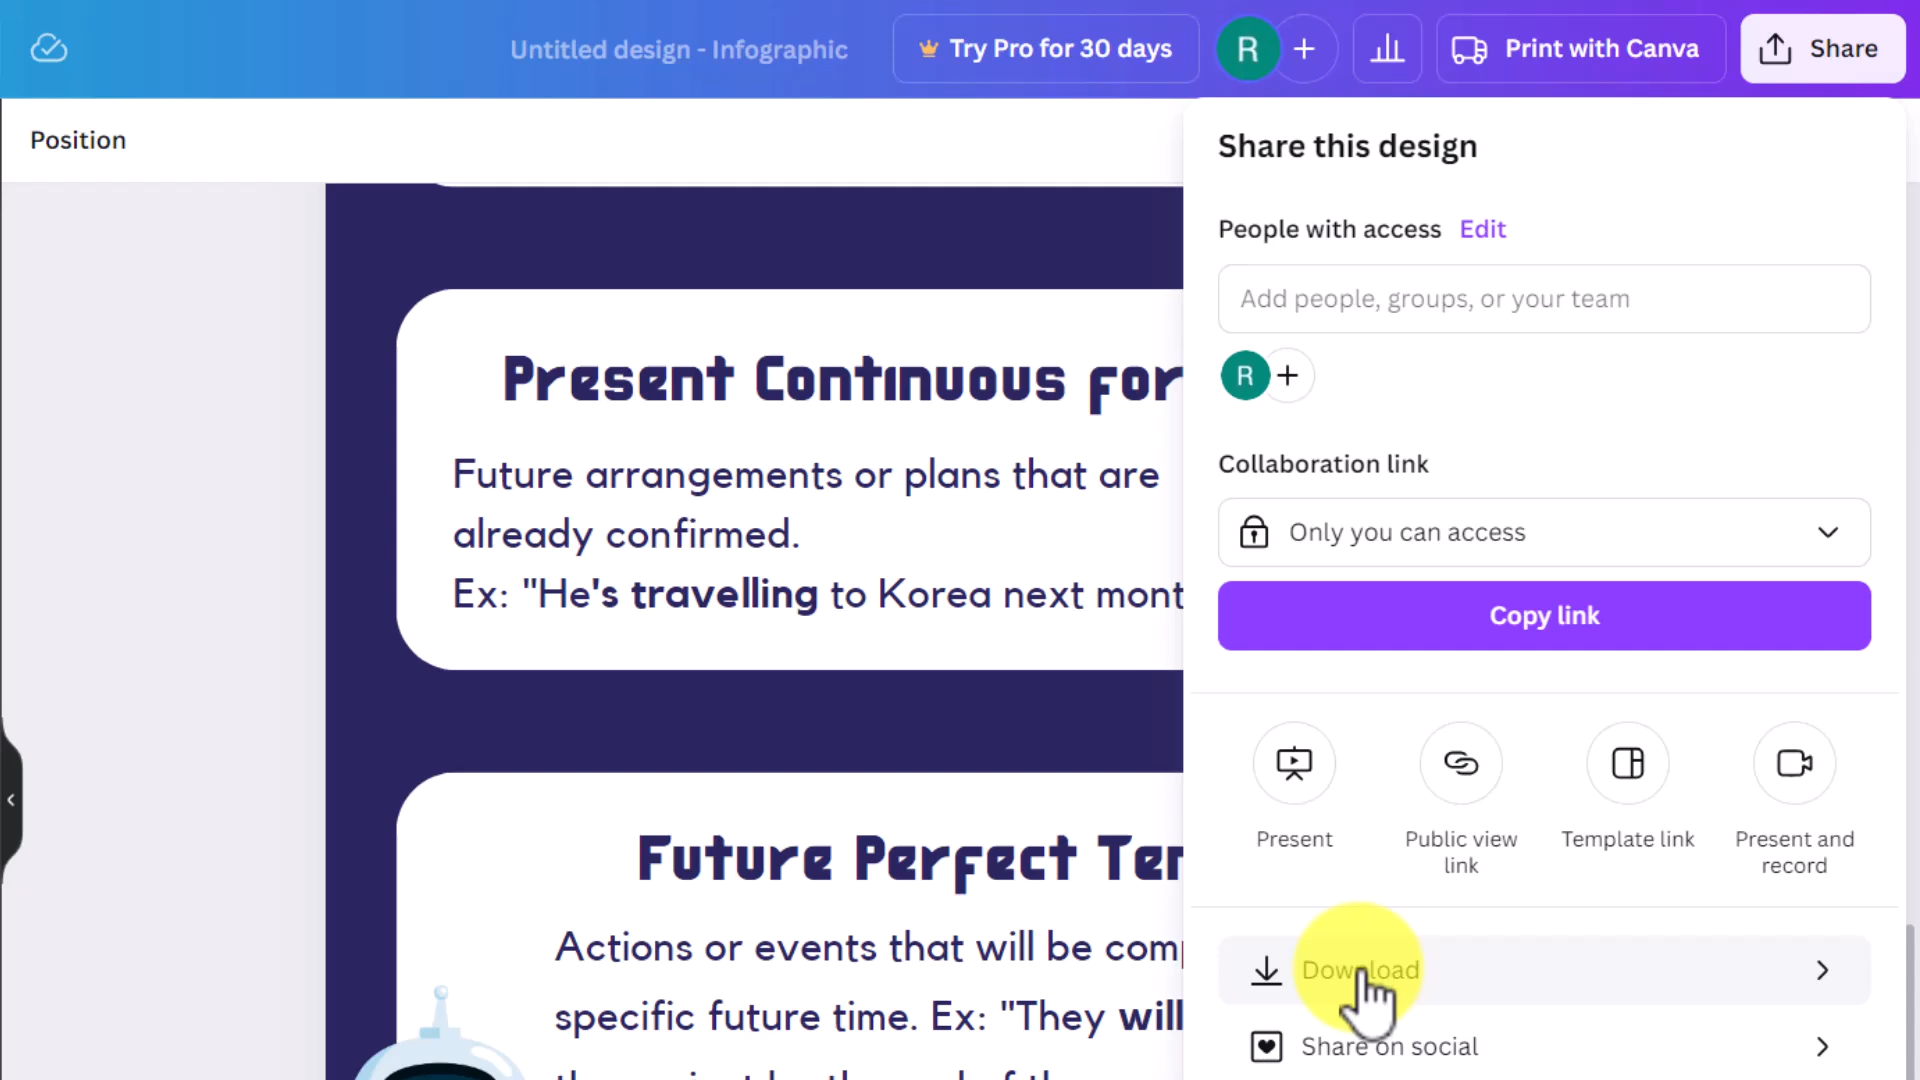 Untitled design - Infographic
Try Pro for 30 days
R
Print with Canva
Share
Position
Present Continuous for
Future arrangements or plans that are
already confirmed.
Ex: "He's travelling to Korea next mont
Future Perfect Ter
Actions or events that will be comp
specific future time. Ex: "They will
Share this design
People with access Edit
Add people, groups, or your team
R
Collaboration link
Only you can access
Copy link
Present
Public view
link
Template link
Present and
record
Download
Share on social